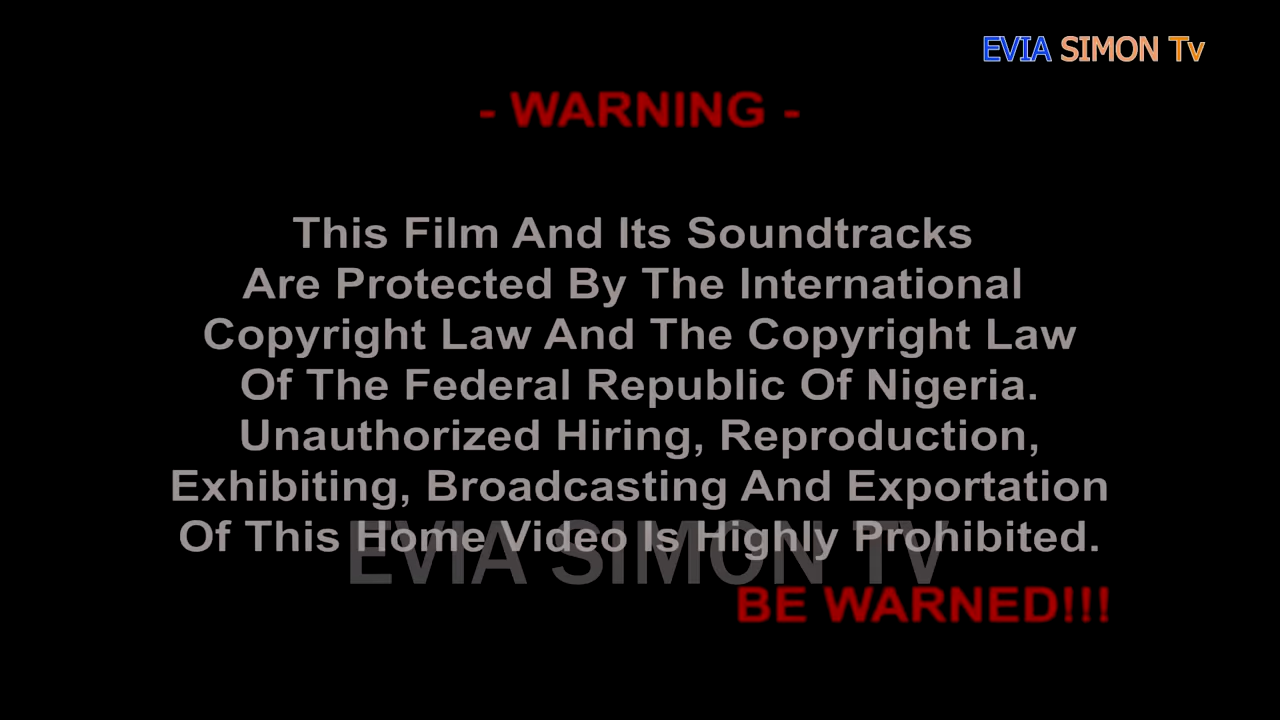 EVIA SIMON Tv
- WARNING -
This Film And Its Soundtracks
Are Protected By The International
Copyright Law And The Copyright Law
Of The Federal Republic Of Nigeria.
Unauthorized Hiring, Reproduction,
Exhibiting, Broadcasting And Exportation
Of This Home Video Is Highly Prohibited.
EVIA SIMON TV
BE WARNED!!!